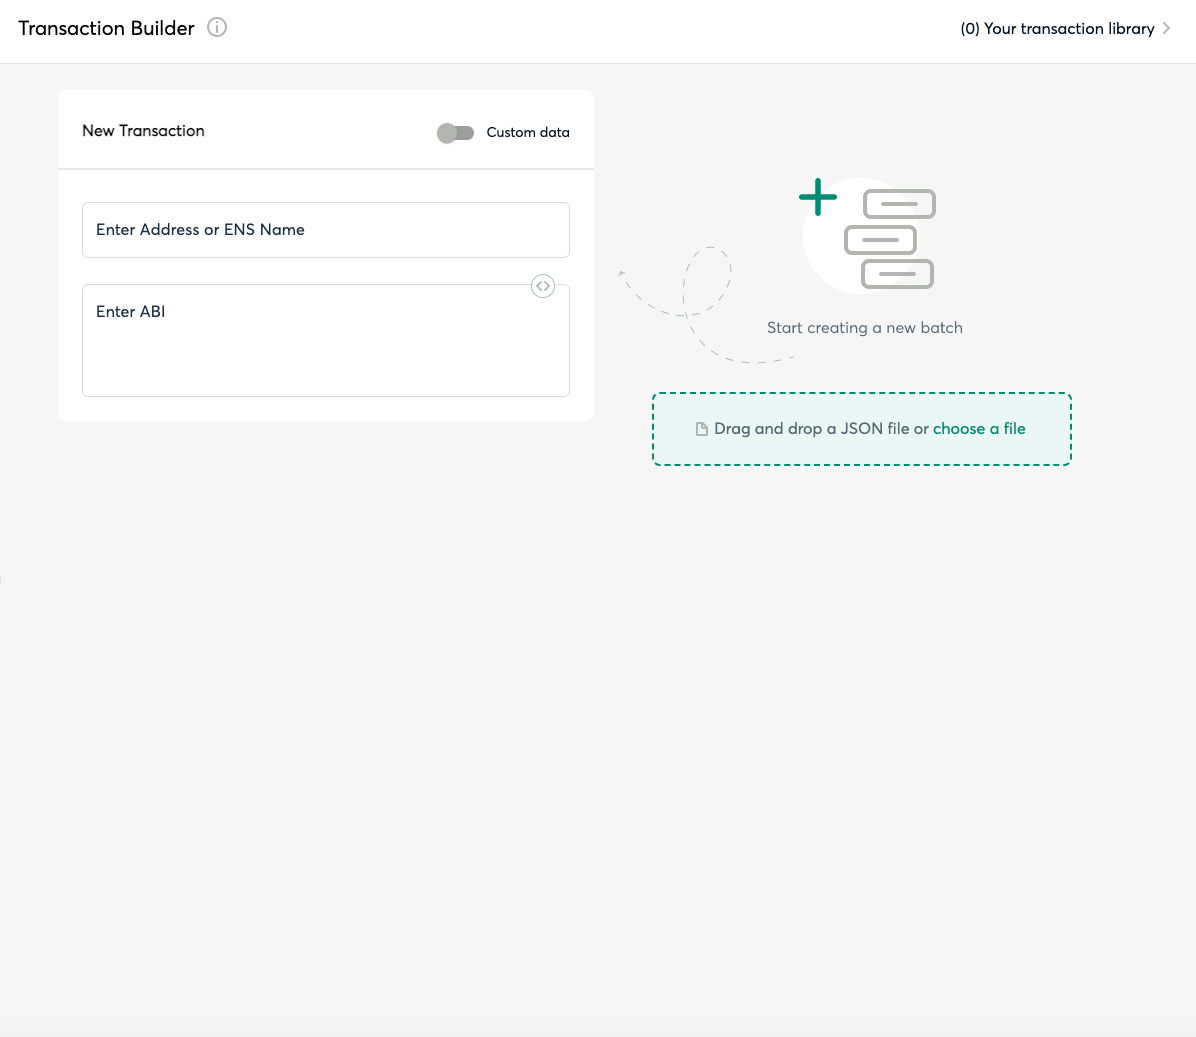 Transaction Builder
(0) Your transaction library
New Transaction
Custom data
Enter Address or ENS Name
Enter ABI
Start creating a new batch
Drag and drop a JSON file or choose a file